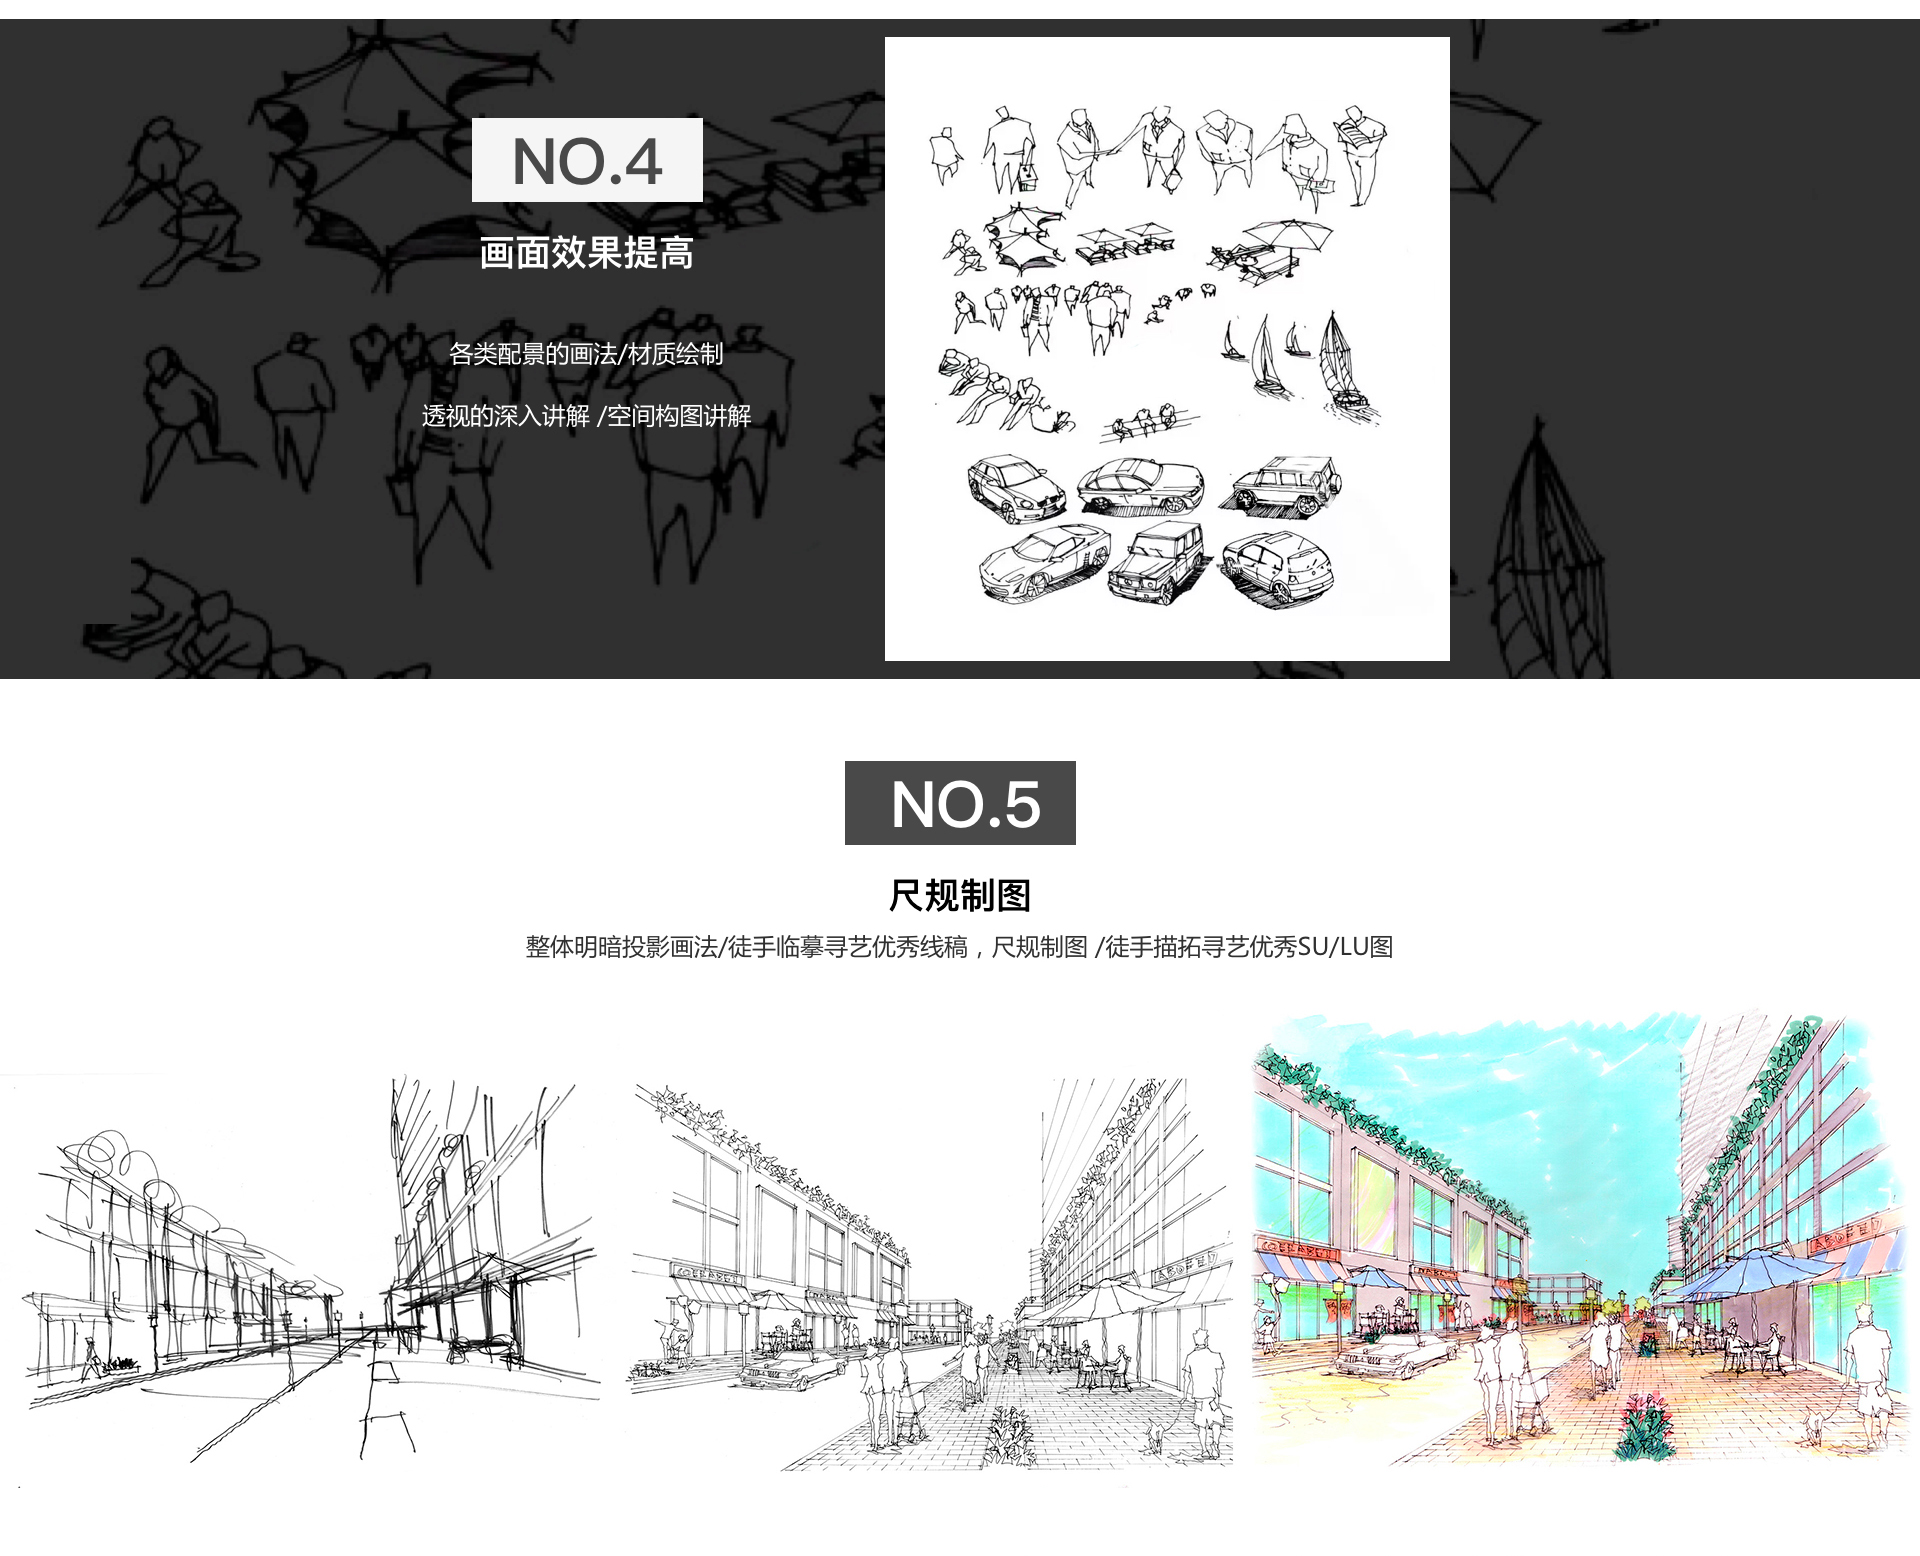 NO.4
画面效果提高
各类配景的画法/材质绘制
透视的深入讲解 /空间构图讲解
NO.5
尺规制图
整体明暗投影画法/徒手临摹寻艺优秀线稿，尺规制图 /徒手描拓寻艺优秀SU/LU图